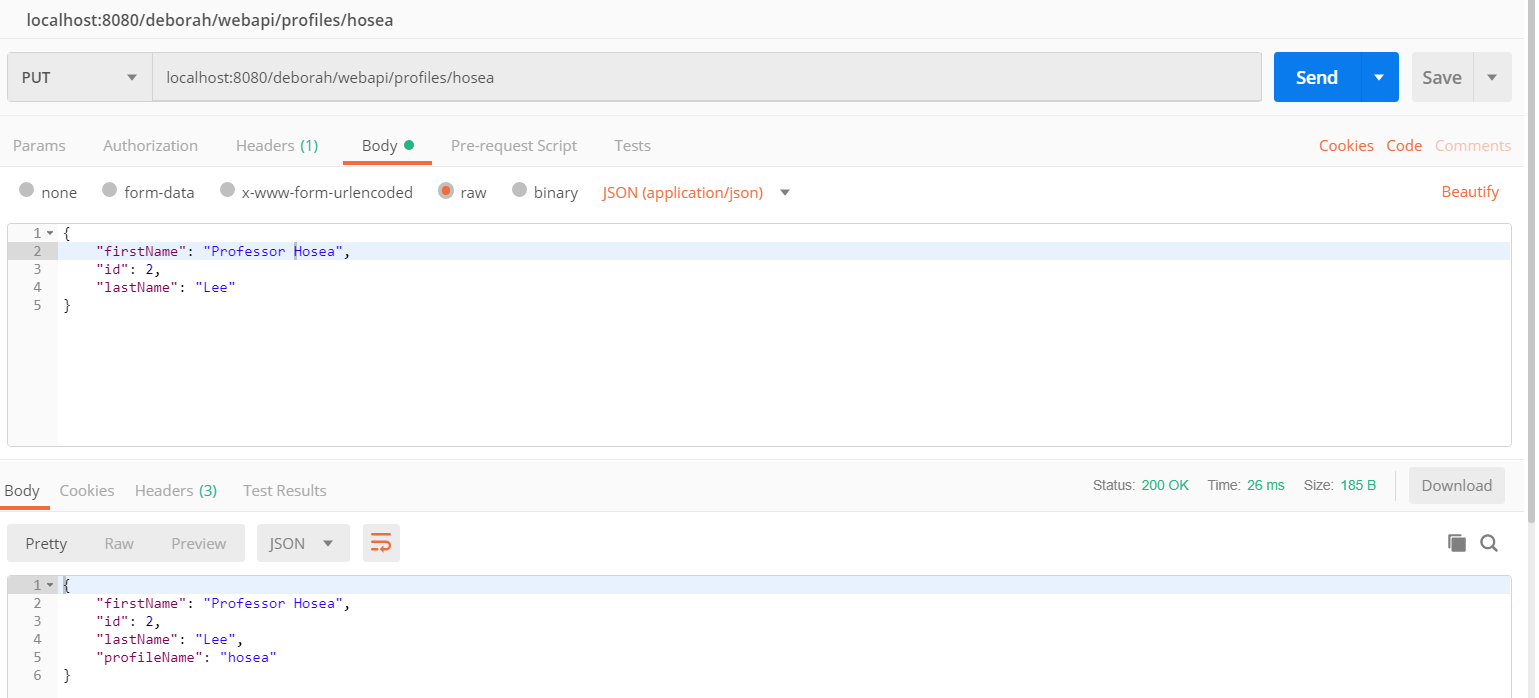 localhost:8080/deborah/webapi/profiles/hosea
PUT localhost:8080/deborah/webapi/profiles/hosea Send Save
Params Authorization Headers (1) Body Pre-request Script Tests Cookies Code Comments
none form-data x-www-form-urlencoded raw binary JSON (application/json) Beautify
1 {
2 "firstName": "Professor Hosea",
3 "id": 2,
4 "lastName": "Lee"
5 }
Body Cookies Headers (3) Test Results Status: 200 OK Time: 26 ms Size: 185 B Download
Pretty Raw Preview JSON
1 {
2 "firstName": "Professor Hosea",
3 "id": 2,
4 "lastName": "Lee",
5 "profileName": "hosea"
6 }